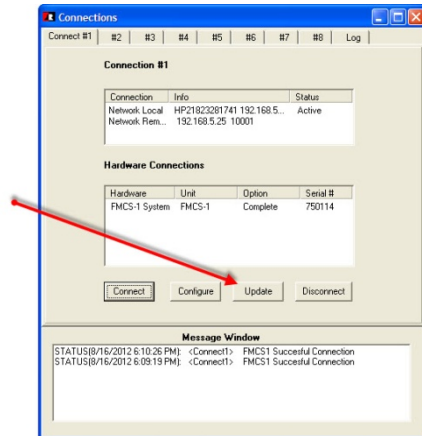 Connections
Connect #1 #2 #3 #4 #5 #6 #7 #8 Log
Connection #1
Connection Info Status
Network Local HP21823281741 192.168.5... Active
Network Rem... 192.168.5.25 10001
Hardware Connections
Hardware Unit Option Serial #
FMCS-1 System FMCS-1 Complete 750114
Connect Configure Update Disconnect
Message Window
STATUS(8/16/2012 6:10:26 PM): <Connect1> FMCS1 Succesful Connection
STATUS(8/16/2012 6:09:19 PM): <Connect1> FMCS1 Succesful Connection